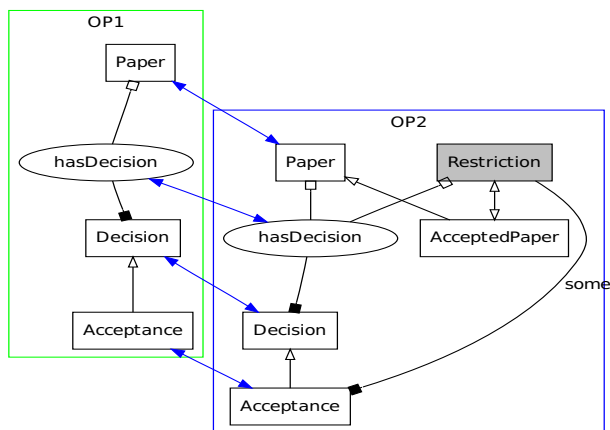 OP1
Paper
hasDecision
Decision
Acceptance
OP2
Paper
Restriction
hasDecision
AcceptedPaper
some
Decision
Acceptance